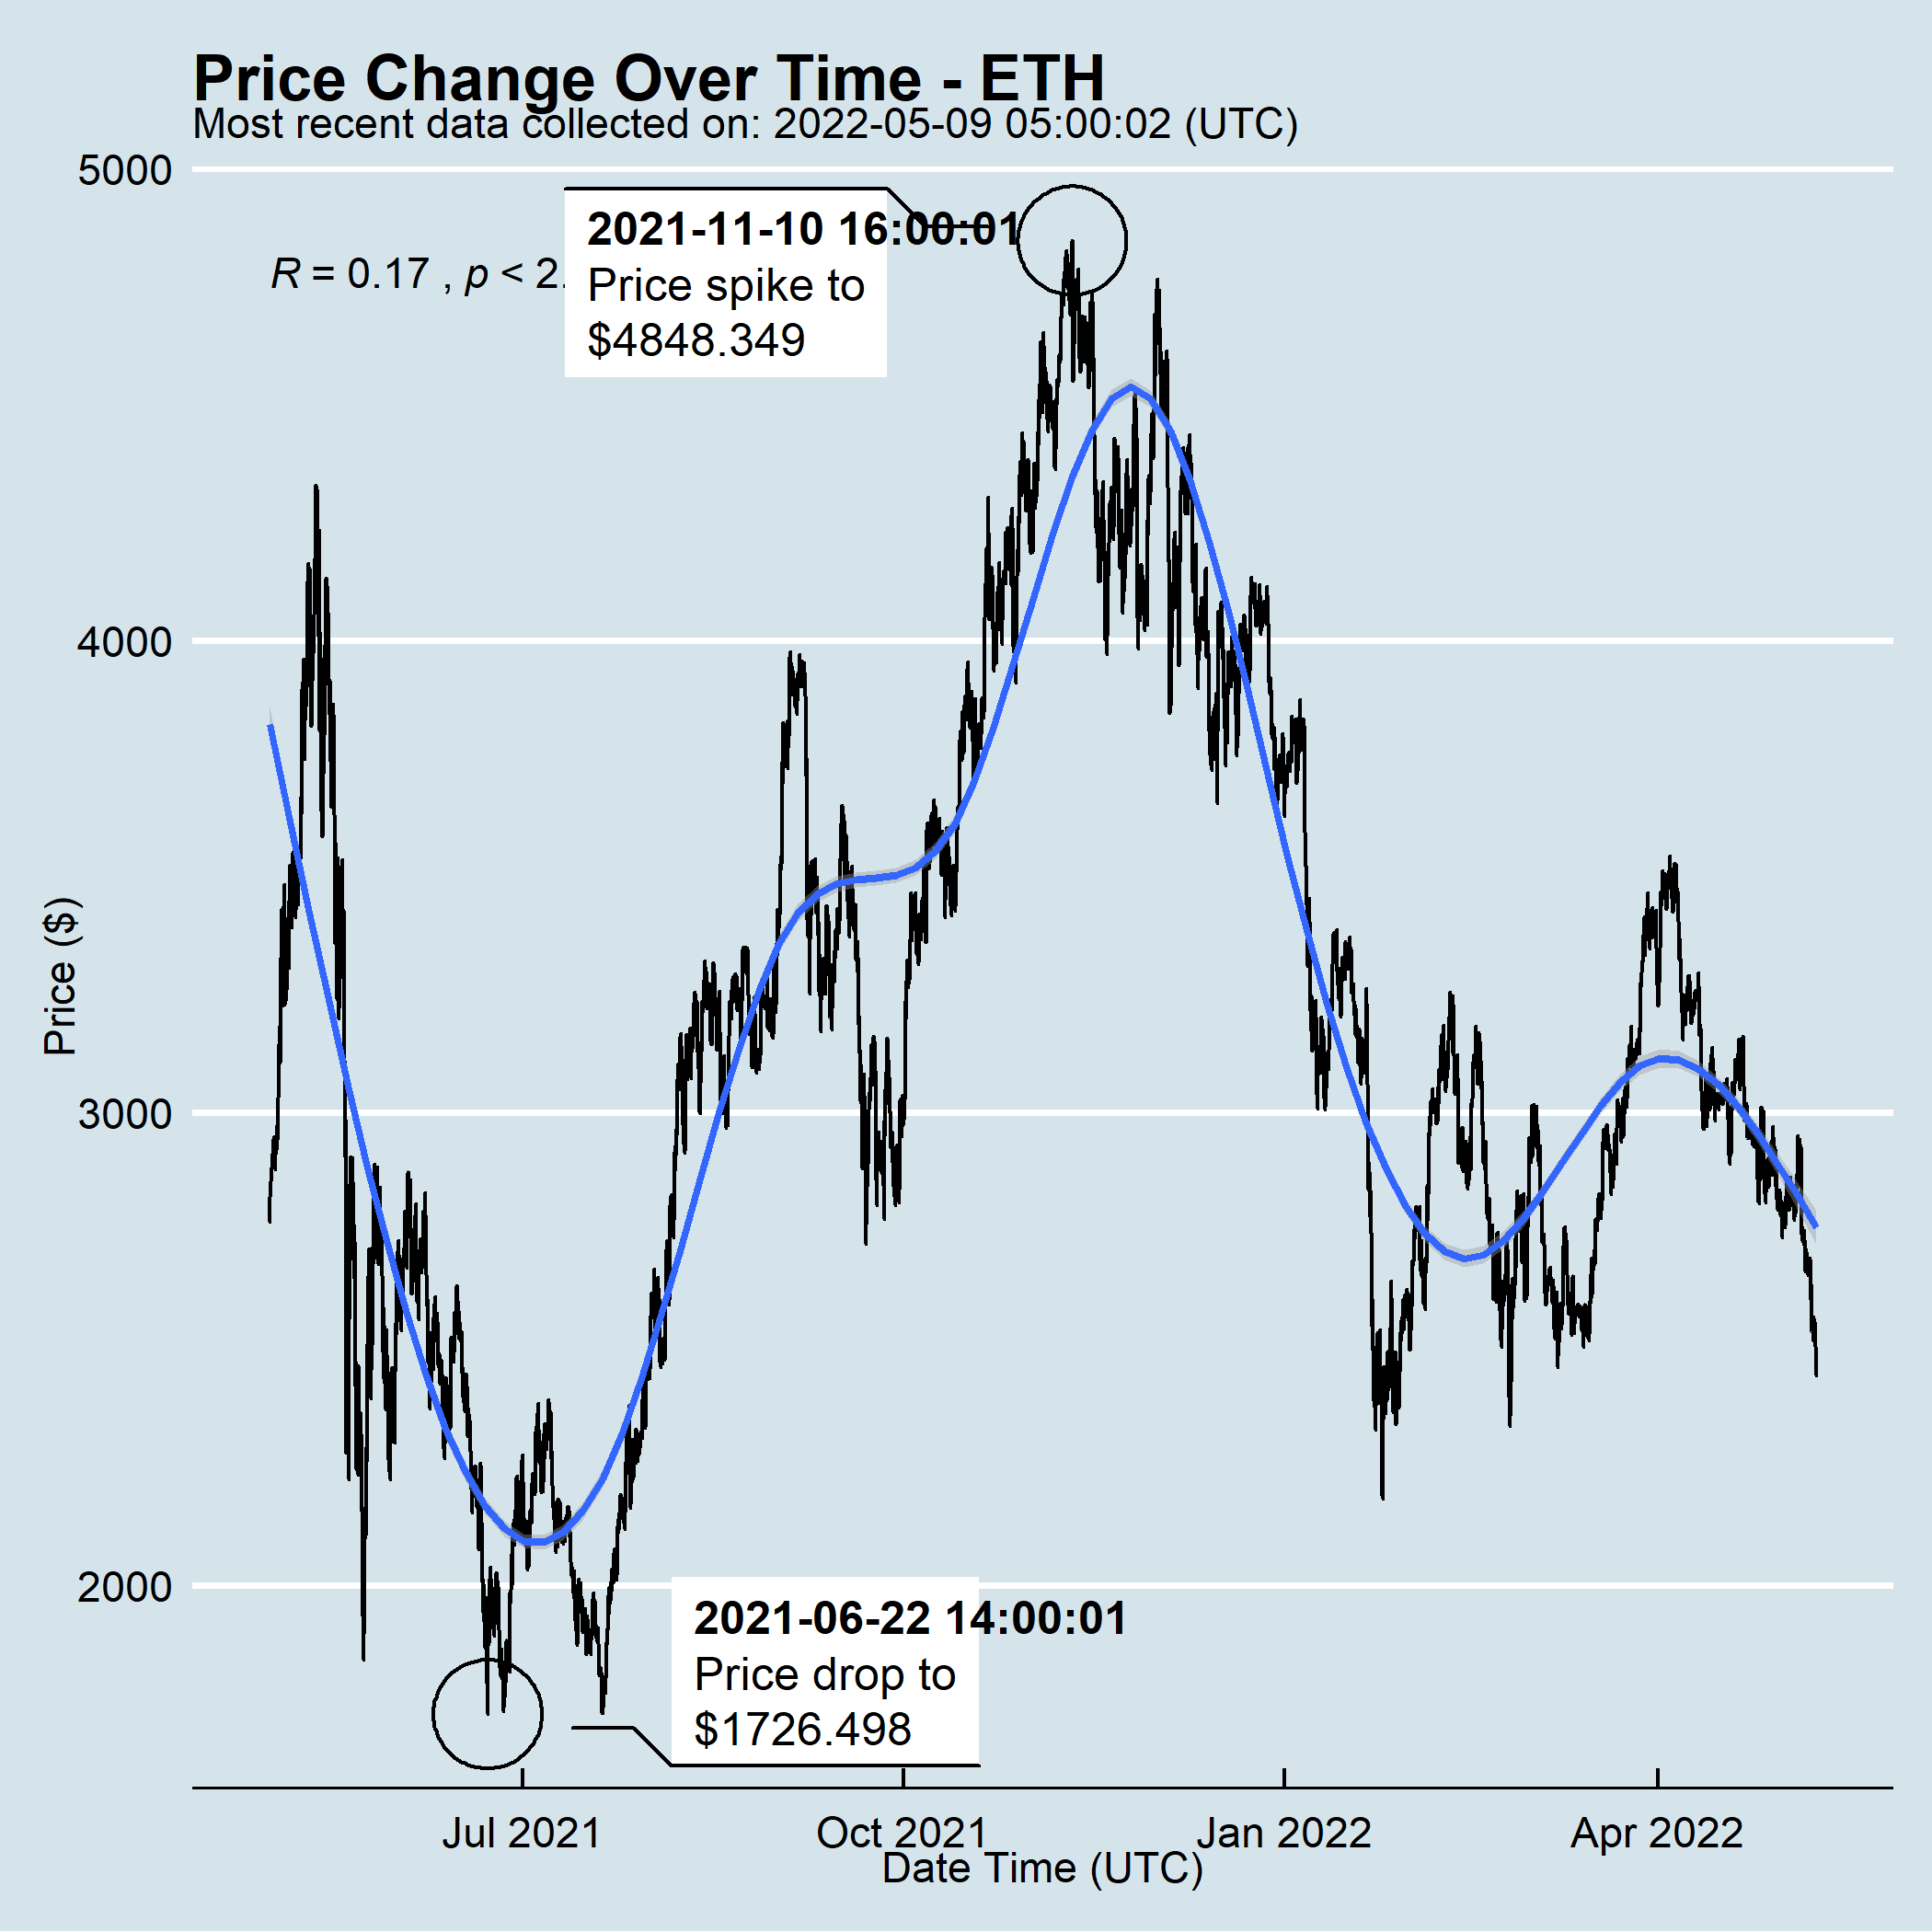 Price Change Over Time - ETH
Most recent data collected on: 2022-05-09 05:00:02 (UTC)
5000
2021-11-10 16:00:01
R = 0.17 , p < 2.
Price spike to
$4848.349
4000
Price ($)
3000
2000
2021-06-22 14:00:01
Price drop to
$1726.498
Jul 2021
Oct 2021
Jan 2022
Apr 2022
Date Time (UTC)